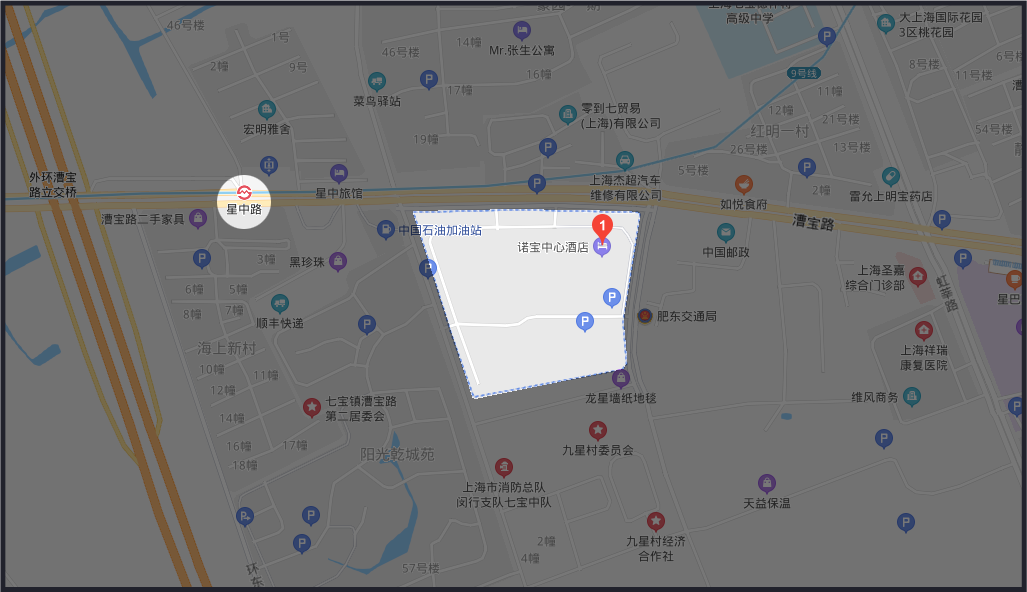 高级中学
大上海国际花园
3区桃花园
46号楼
1号
14幢
46号楼
Mr.张生公寓
8号楼
11号楼
2幢
9号
16幢
9号线
菜鸟驿站
17幢
11幢
宏明雅舍
零到七贸易
(上海)有限公司
12幢
21号楼
红明一村
54号楼
19幢
26号楼
13号楼
外环漕宝
路立交桥
5号楼
星中旅馆
上海杰超汽车
维修有限公司
2幢
雷允上明宝药店
星中路
如悦食府
漕宝路二手家具
中国石油加油站
漕宝路
1
诺宝中心酒店
中国邮政
3幢
黑珍珠
上海圣嘉
综合门诊部
虹莘路
6幢
5幢
星巴
7幢
8幢
顺丰快递
肥东交通局
海上新村
上海祥瑞
康复医院
10幢
11幢
12幢
龙星墙纸地毯
维风商务
七宝镇漕宝路
第二居委会
14幢
16幢
17幢
九星村委员会
阳光乾城苑
18幢
上海市消防总队
闵行支队七宝中队
天益保温
九星村经济
合作社
2幢
4幢
57号楼
环东